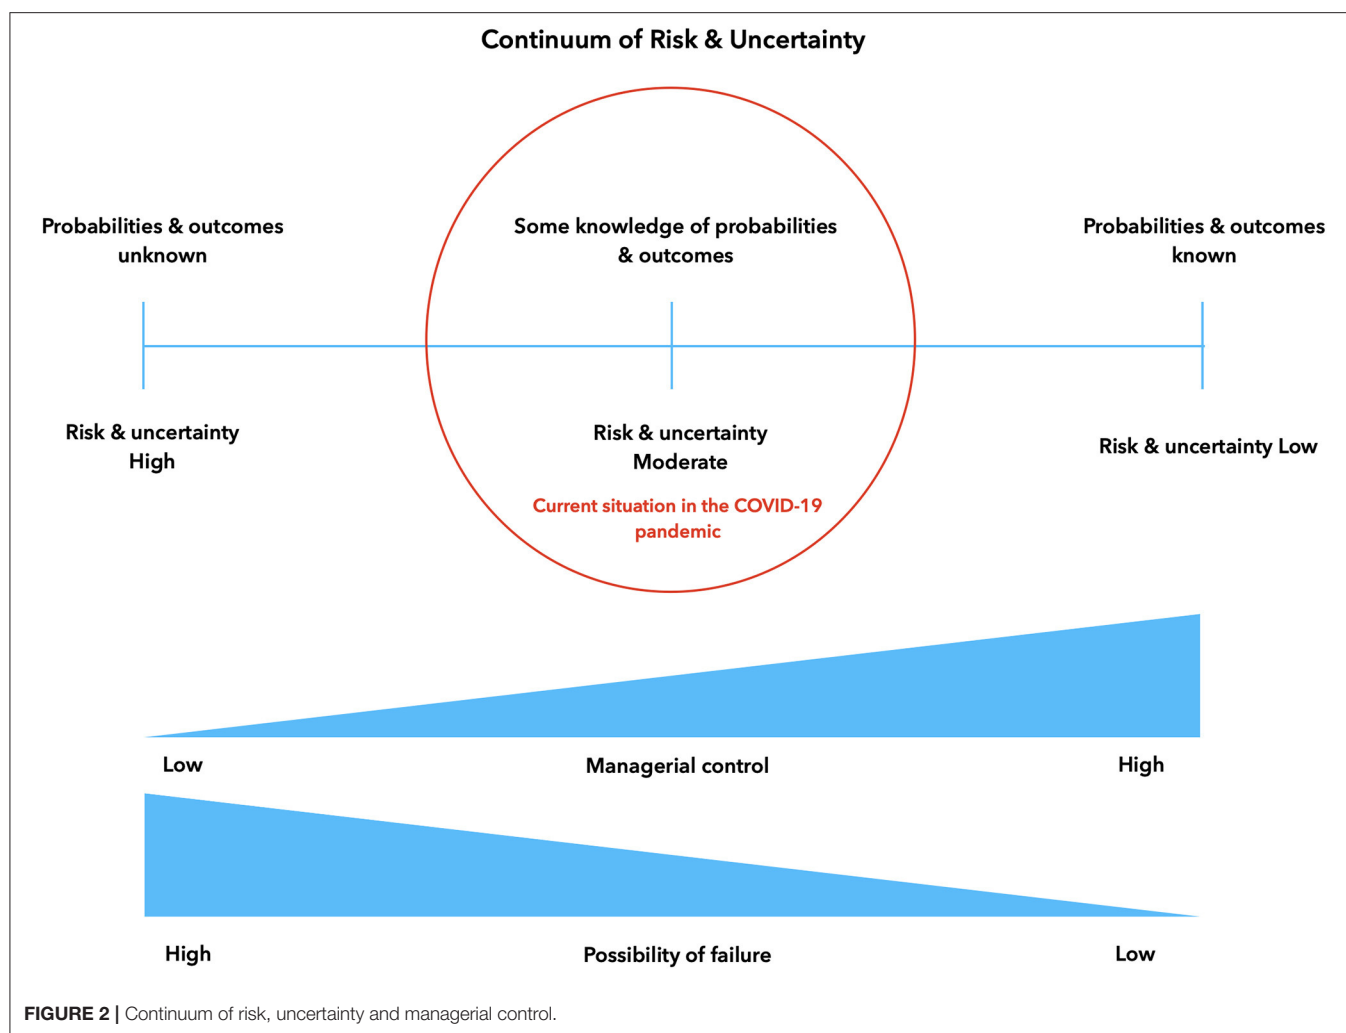 Continuum of Risk & Uncertainty
Probabilities & outcomes
unknown
Some knowledge of probabilities
& outcomes
Probabilities & outcomes
known
Risk & uncertainty
High
Risk & uncertainty
Moderate
Risk & uncertainty Low
Current situation in the COVID-19
pandemic
Low
Managerial control
High
High
Possibility of failure
Low
FIGURE 2 | Continuum of risk, uncertainty and managerial control.